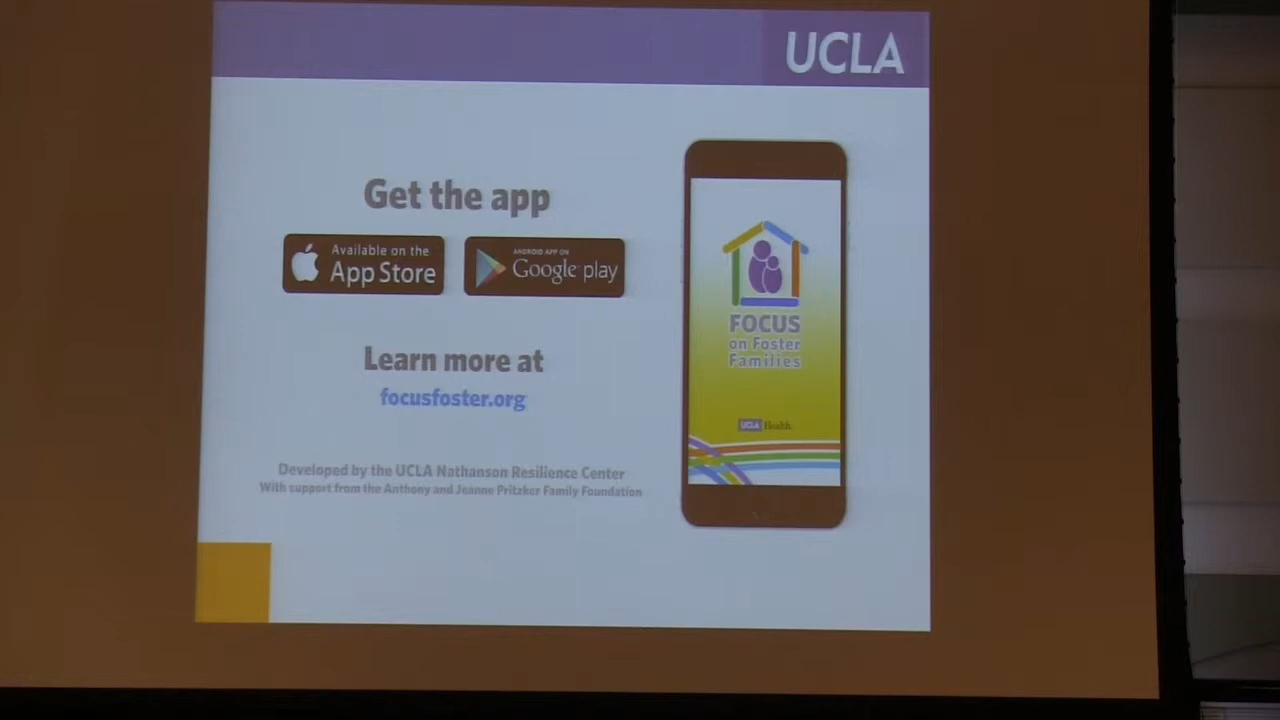 UCLA
Get the app
Available on the
App Store
ANDROID APP ON
Google play
Learn more at
focusfoster.org
Developed by the UCLA Nathanson Resilience Center
With support from the Anthony and Jeanne Pritzker Family Foundation
FOCUS
on Foster
Families
UCLA Health